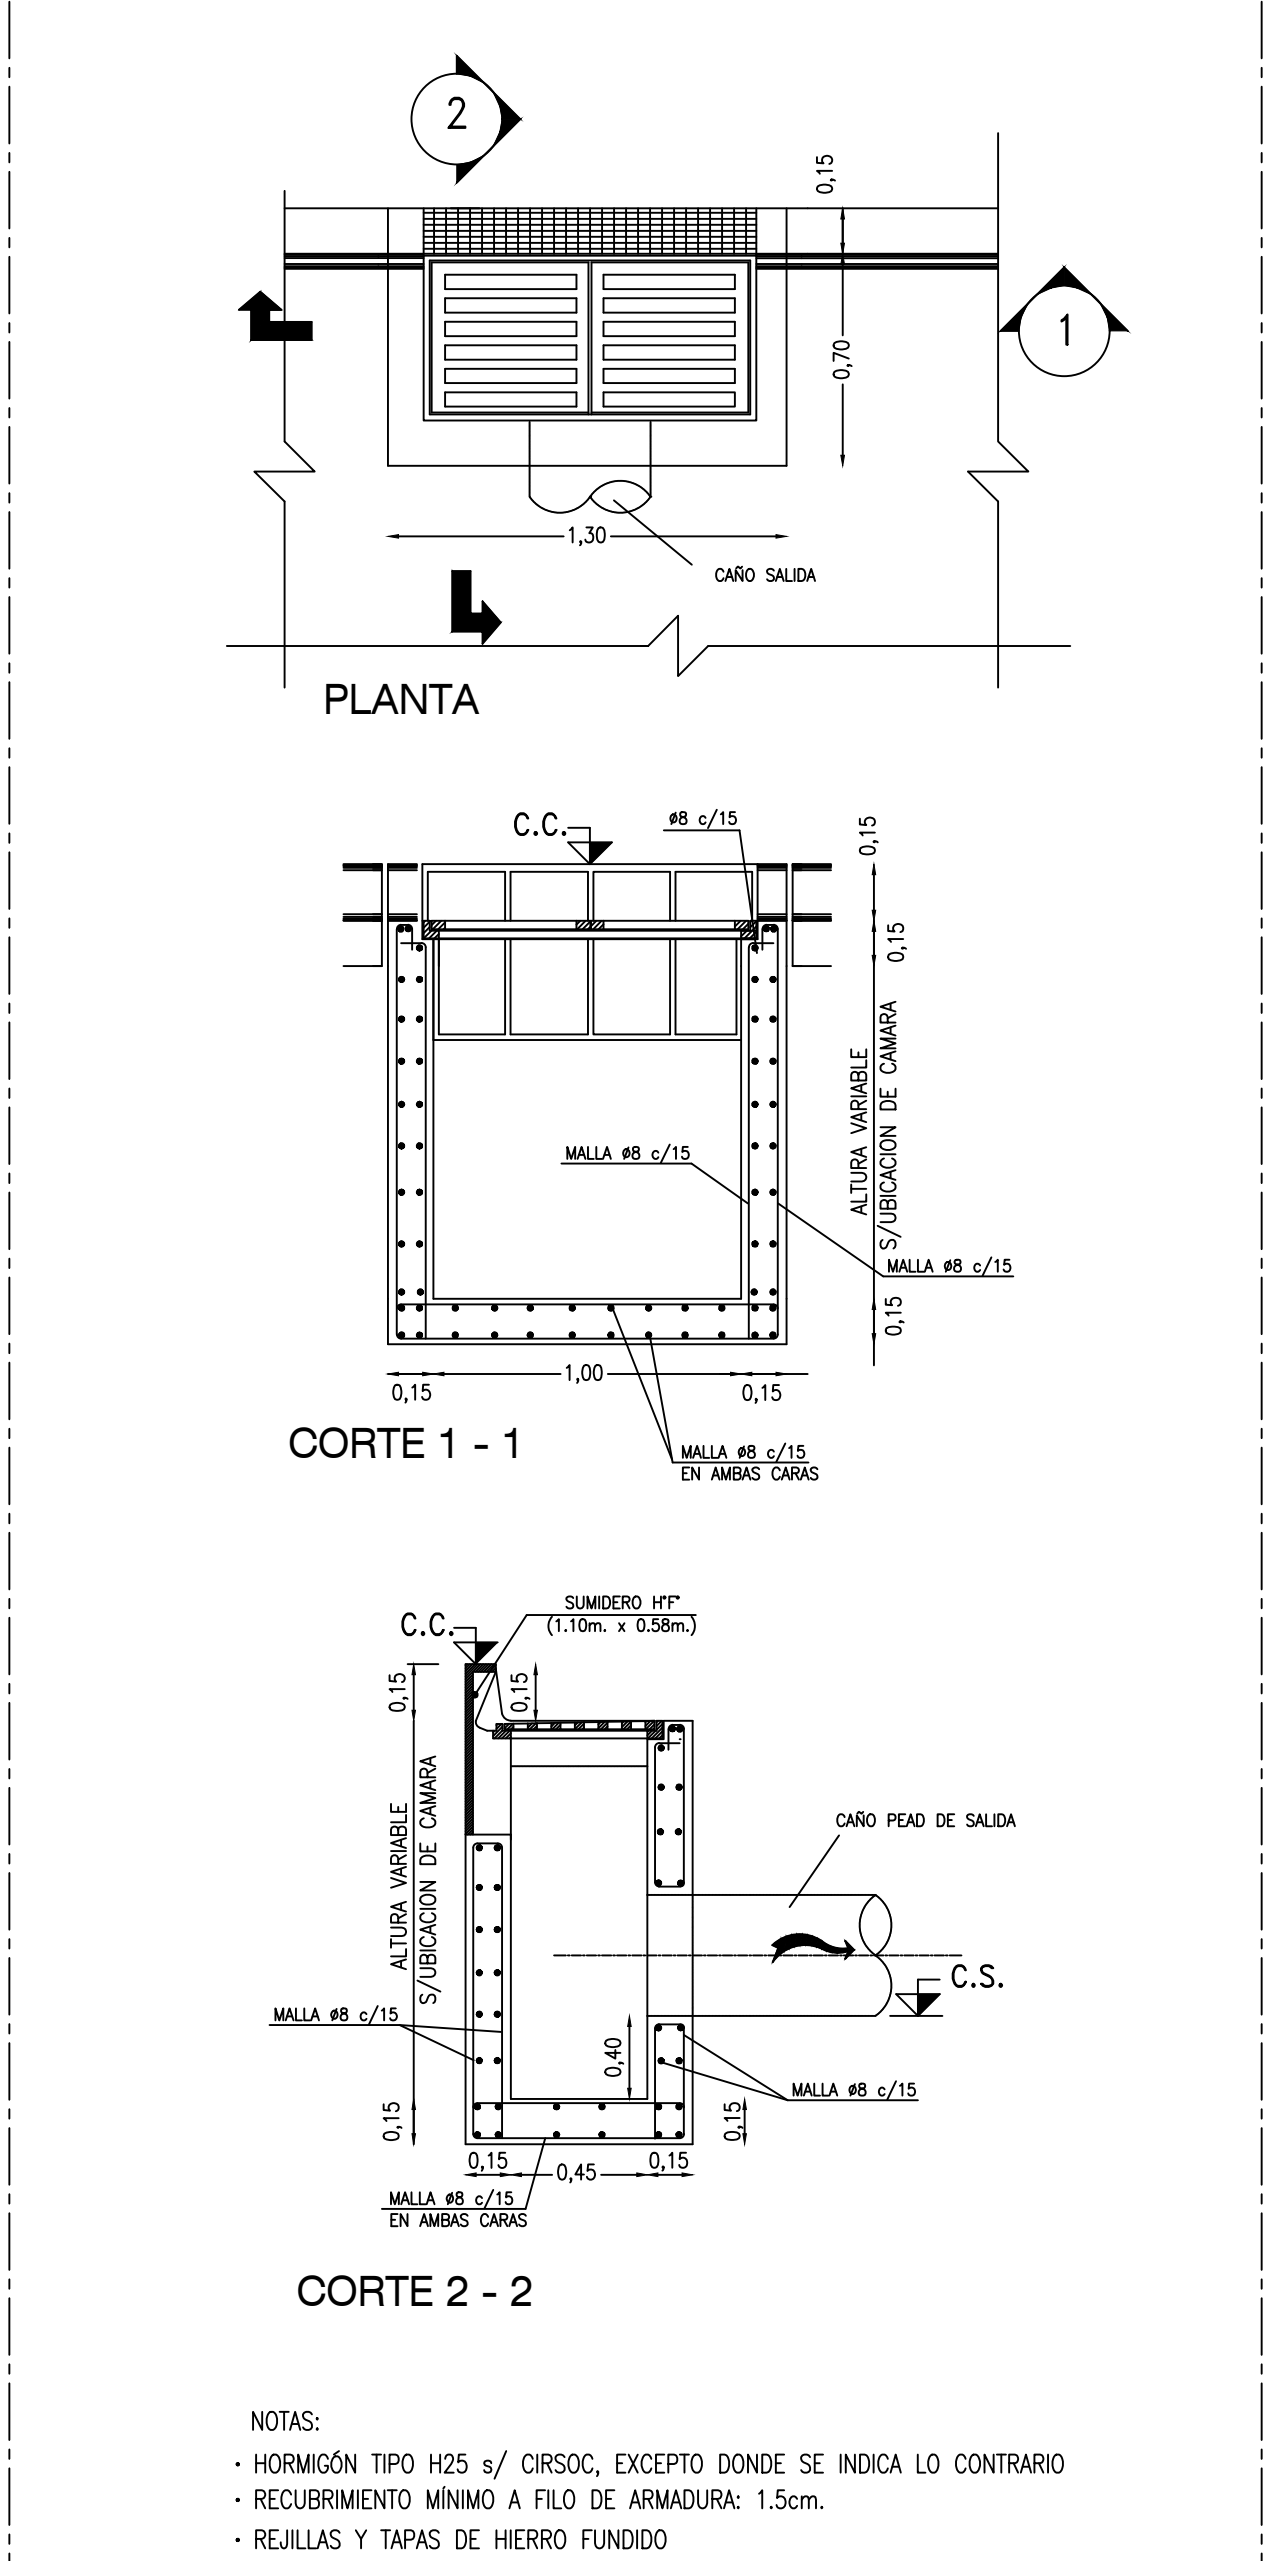 2
0,15
1
0,70
1,30
CAÑO SALIDA
PLANTA
C.C.
ø8 c/15
0,15
0,15
ALTURA VARIABLE
S/UBICACION DE CAMARA
MALLA ø8 c/15
MALLA ø8 c/15
0,15
1,00
0,15
0,15
CORTE 1 - 1
MALLA ø8 c/15
EN AMBAS CARAS
SUMIDERO H°F°
(1.10m. x 0.58m.)
C.C.
0,15
0,15
ALTURA VARIABLE
S/UBICACION DE CAMARA
CAÑO PEAD DE SALIDA
C.S.
MALLA ø8 c/15
0,40
MALLA ø8 c/15
0,15
0,15
0,15
0,45
0,15
MALLA ø8 c/15
EN AMBAS CARAS
CORTE 2 - 2
NOTAS:
· HORMIGÓN TIPO H25 s/ CIRSOC, EXCEPTO DONDE SE INDICA LO CONTRARIO
· RECUBRIMIENTO MÍNIMO A FILO DE ARMADURA: 1.5cm.
· REJILLAS Y TAPAS DE HIERRO FUNDIDO